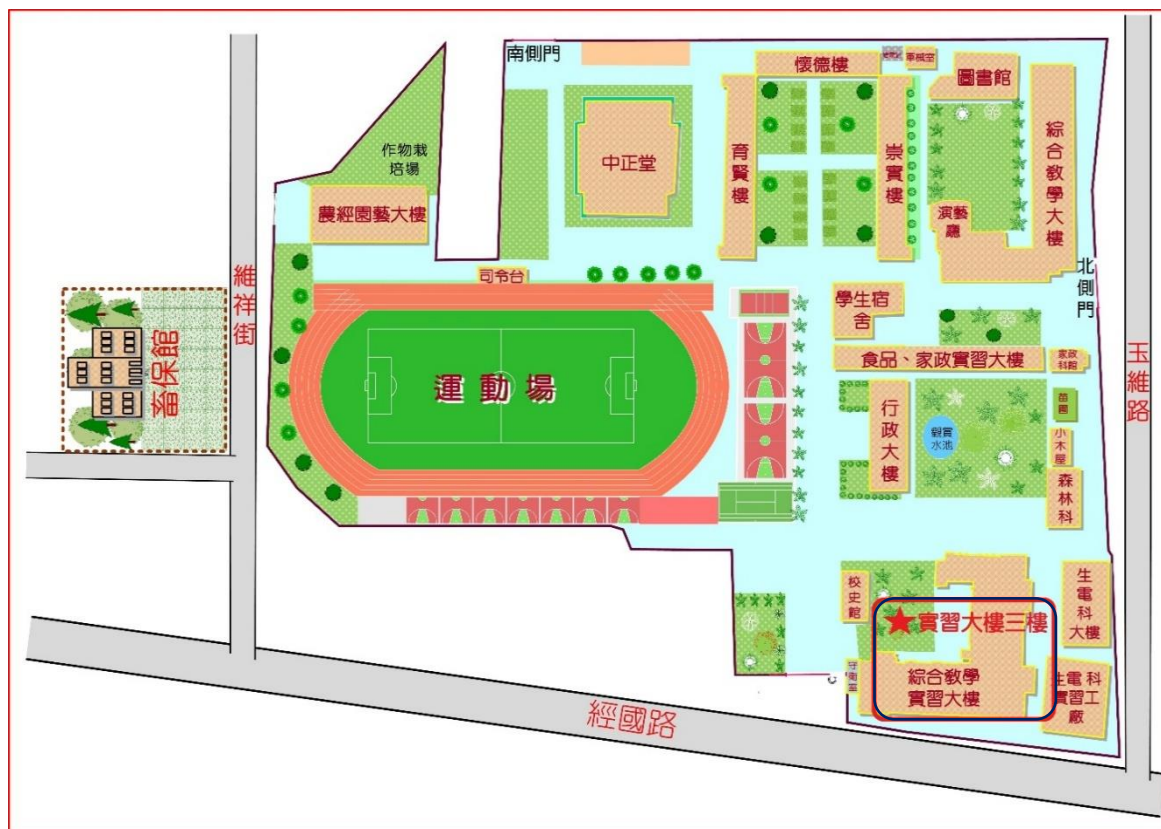 南側門
懷德樓
車棚室
圖書館
作物栽
培場
中正堂
育賢樓
崇實樓
綜合教學大樓
農經園藝大樓
演藝
廳
北側門
司令台
維祥街
學生宿
舍
畜保館
運動場
食品、家政實習大樓
家政
科館
玉維路
行政大樓
苗圃
觀賞
水池
小木屋
森林科
校史館
生電科
大樓
★實習大樓三樓
守衛室
綜合教學
實習大樓
生電科
實習工
廠
經國路